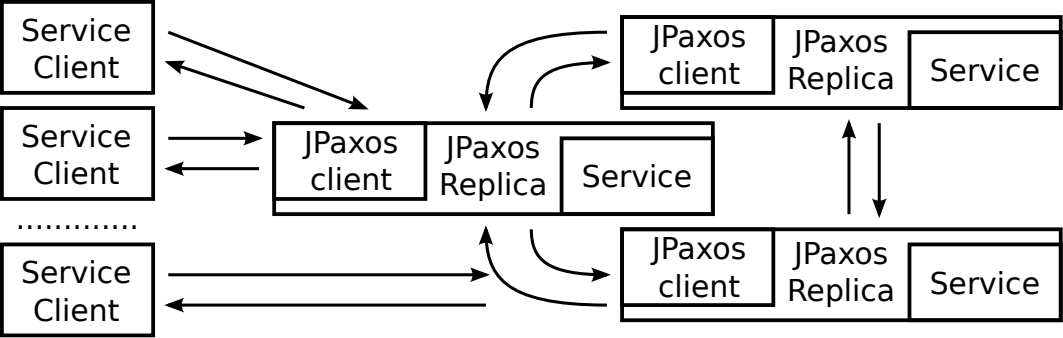 Service
Client
Service
Client
.............
Service
Client
JPaxos
client
JPaxos
Replica
Service
JPaxos
client
JPaxos
Replica
Service
JPaxos
client
JPaxos
Replica
Service